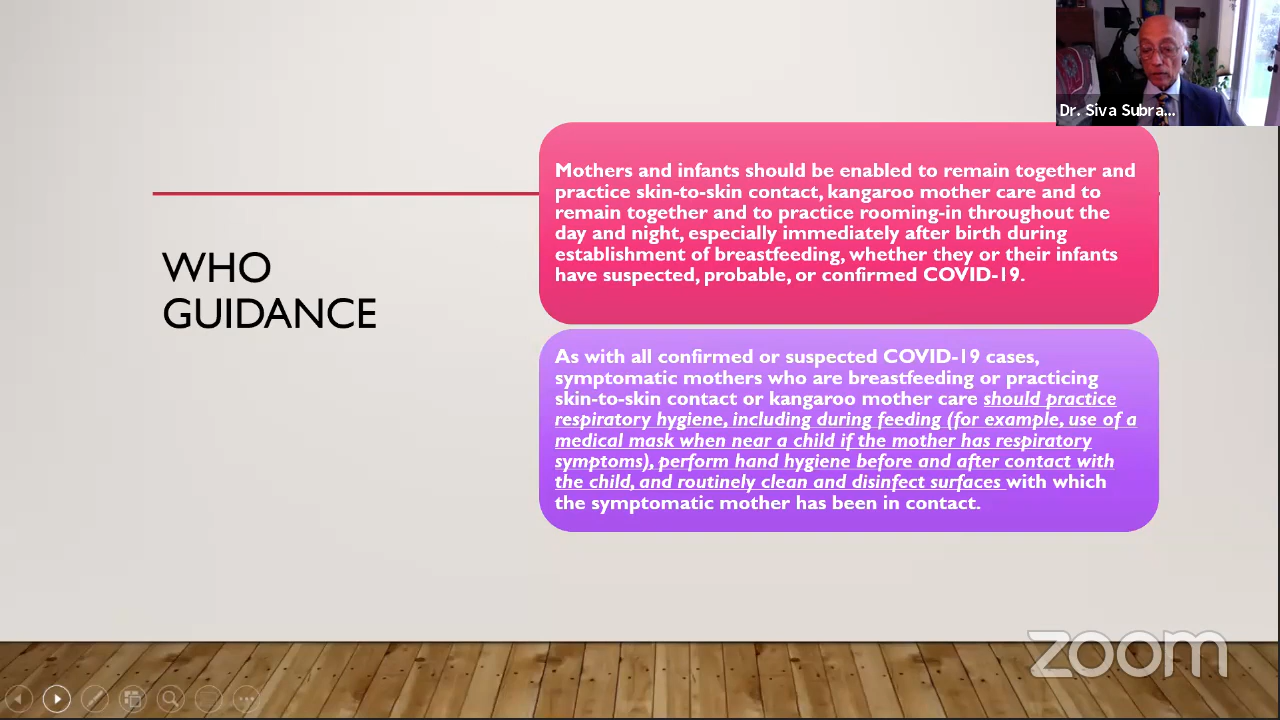 Dr. Siva Subra...
Mothers and infants should be enabled to remain together and
practice skin-to-skin contact, kangaroo mother care and to
remain together and to practice rooming-in throughout the
day and night, especially immediately after birth during
establishment of breastfeeding, whether they or their infants
have suspected, probable, or confirmed COVID-19.
WHO
GUIDANCE
As with all confirmed or suspected COVID-19 cases,
symptomatic mothers who are breastfeeding or practicing
skin-to-skin contact or kangaroo mother care should practice
respiratory hygiene, including during feeding (for example, use of a
medical mask when near a child if the mother has respiratory
symptoms), perform hand hygiene before and after contact with
the child, and routinely clean and disinfect surfaces with which
the symptomatic mother has been in contact.
zoom